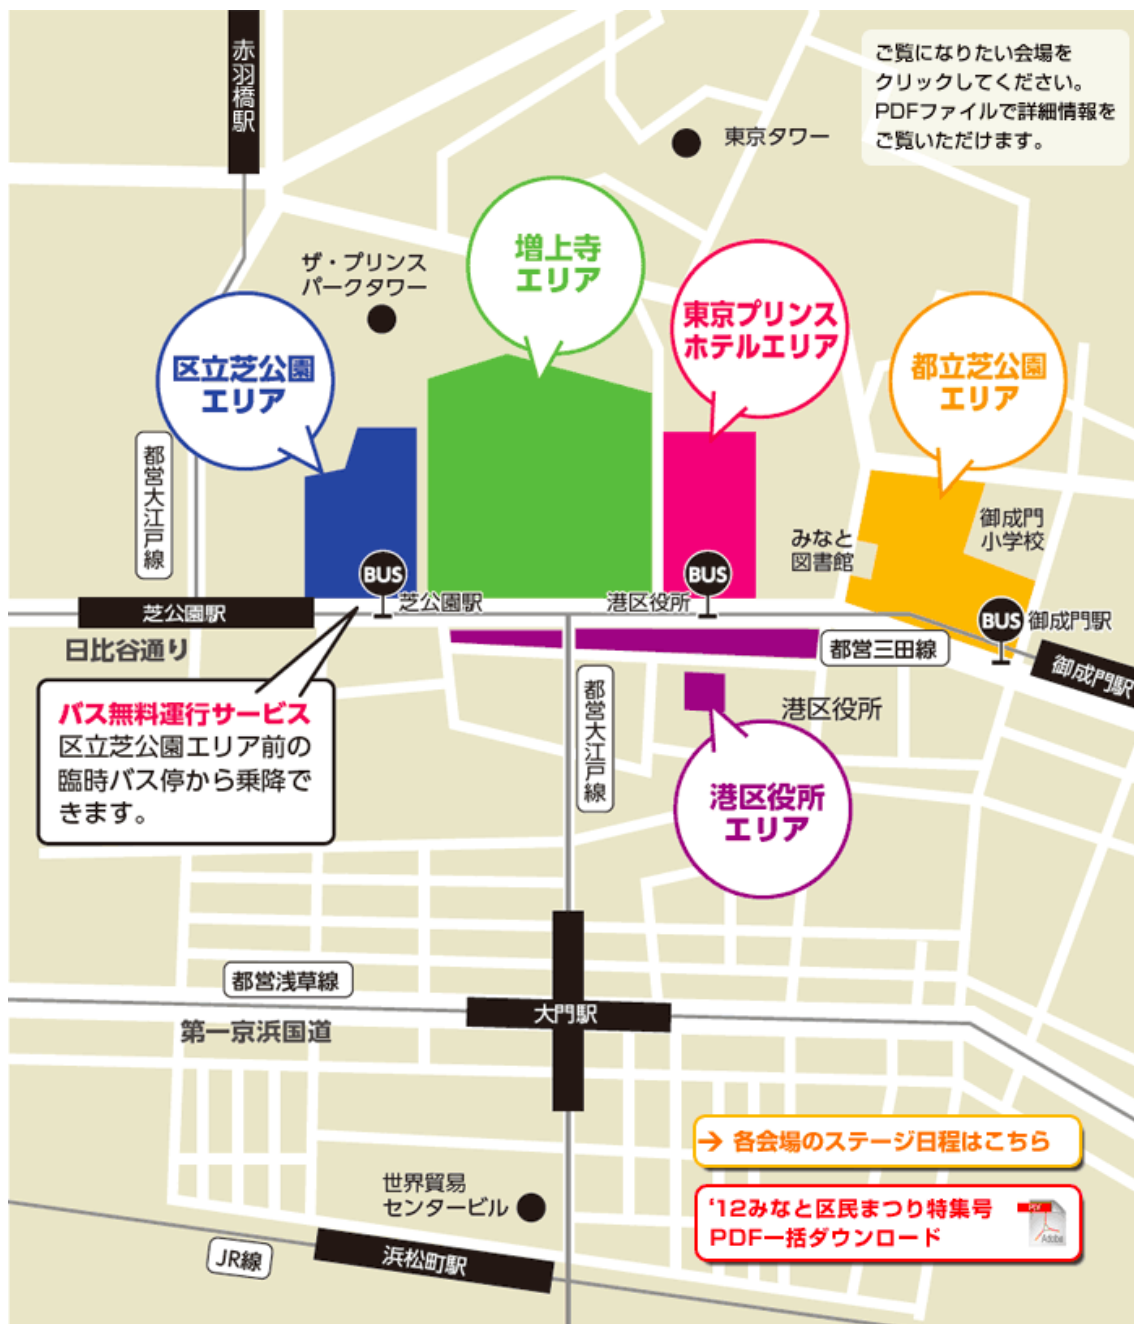 赤羽橋駅
ご覧になりたい会場を
クリックしてください。
PDFファイルで詳細情報を
ご覧いただけます。
東京タワー
増上寺
エリア
ザ・プリンス
パークタワー
東京プリンス
ホテルエリア
区立芝公園
エリア
都立芝公園
エリア
都営大江戸線
御成門
小学校
みなと
図書館
BUS
芝公園駅
BUS
港区役所
BUS
御成門駅
芝公園駅
日比谷通り
都営三田線
御成門駅
バス無料運行サービス
区立芝公園エリア前の
臨時バス停から乗降で
きます。
都営大江戸線
港区役所
港区役所
エリア
都営浅草線
大門駅
第一京浜国道
各会場のステージ日程はこちら
世界貿易
センタービル
'12みなと区民まつり特集号
PDF一括ダウンロード
PDF
Adobe
JR線
浜松町駅